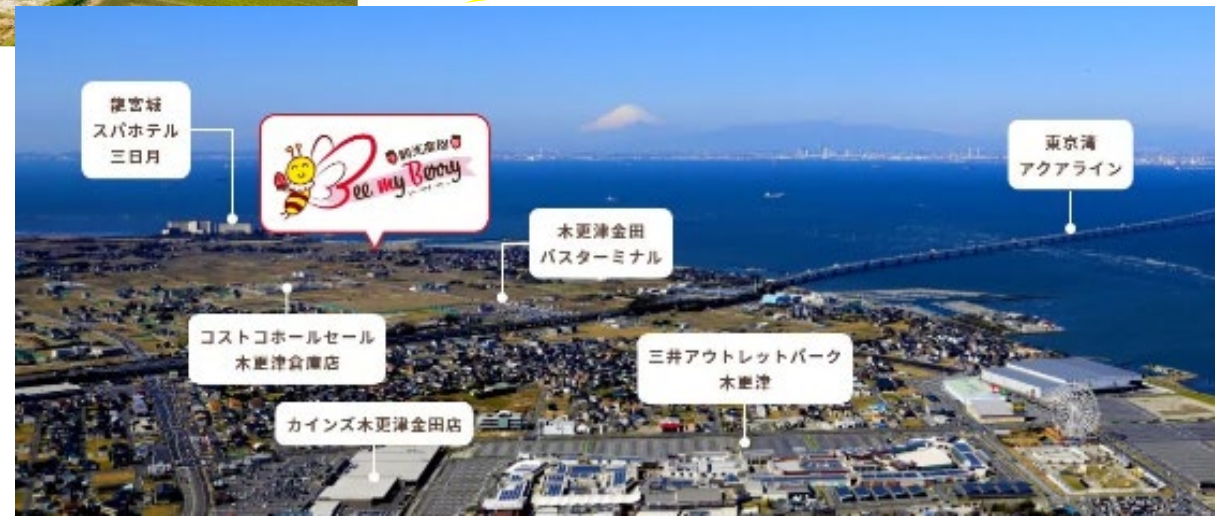 龍宮城
スパホテル
三日月
観光農園
Bee my Berry
東京湾
アクアライン
木更津金田
バスターミナル
コストコホールセール
木更津倉庫店
三井アウトレットパーク
木更津
カインズ木更津金田店